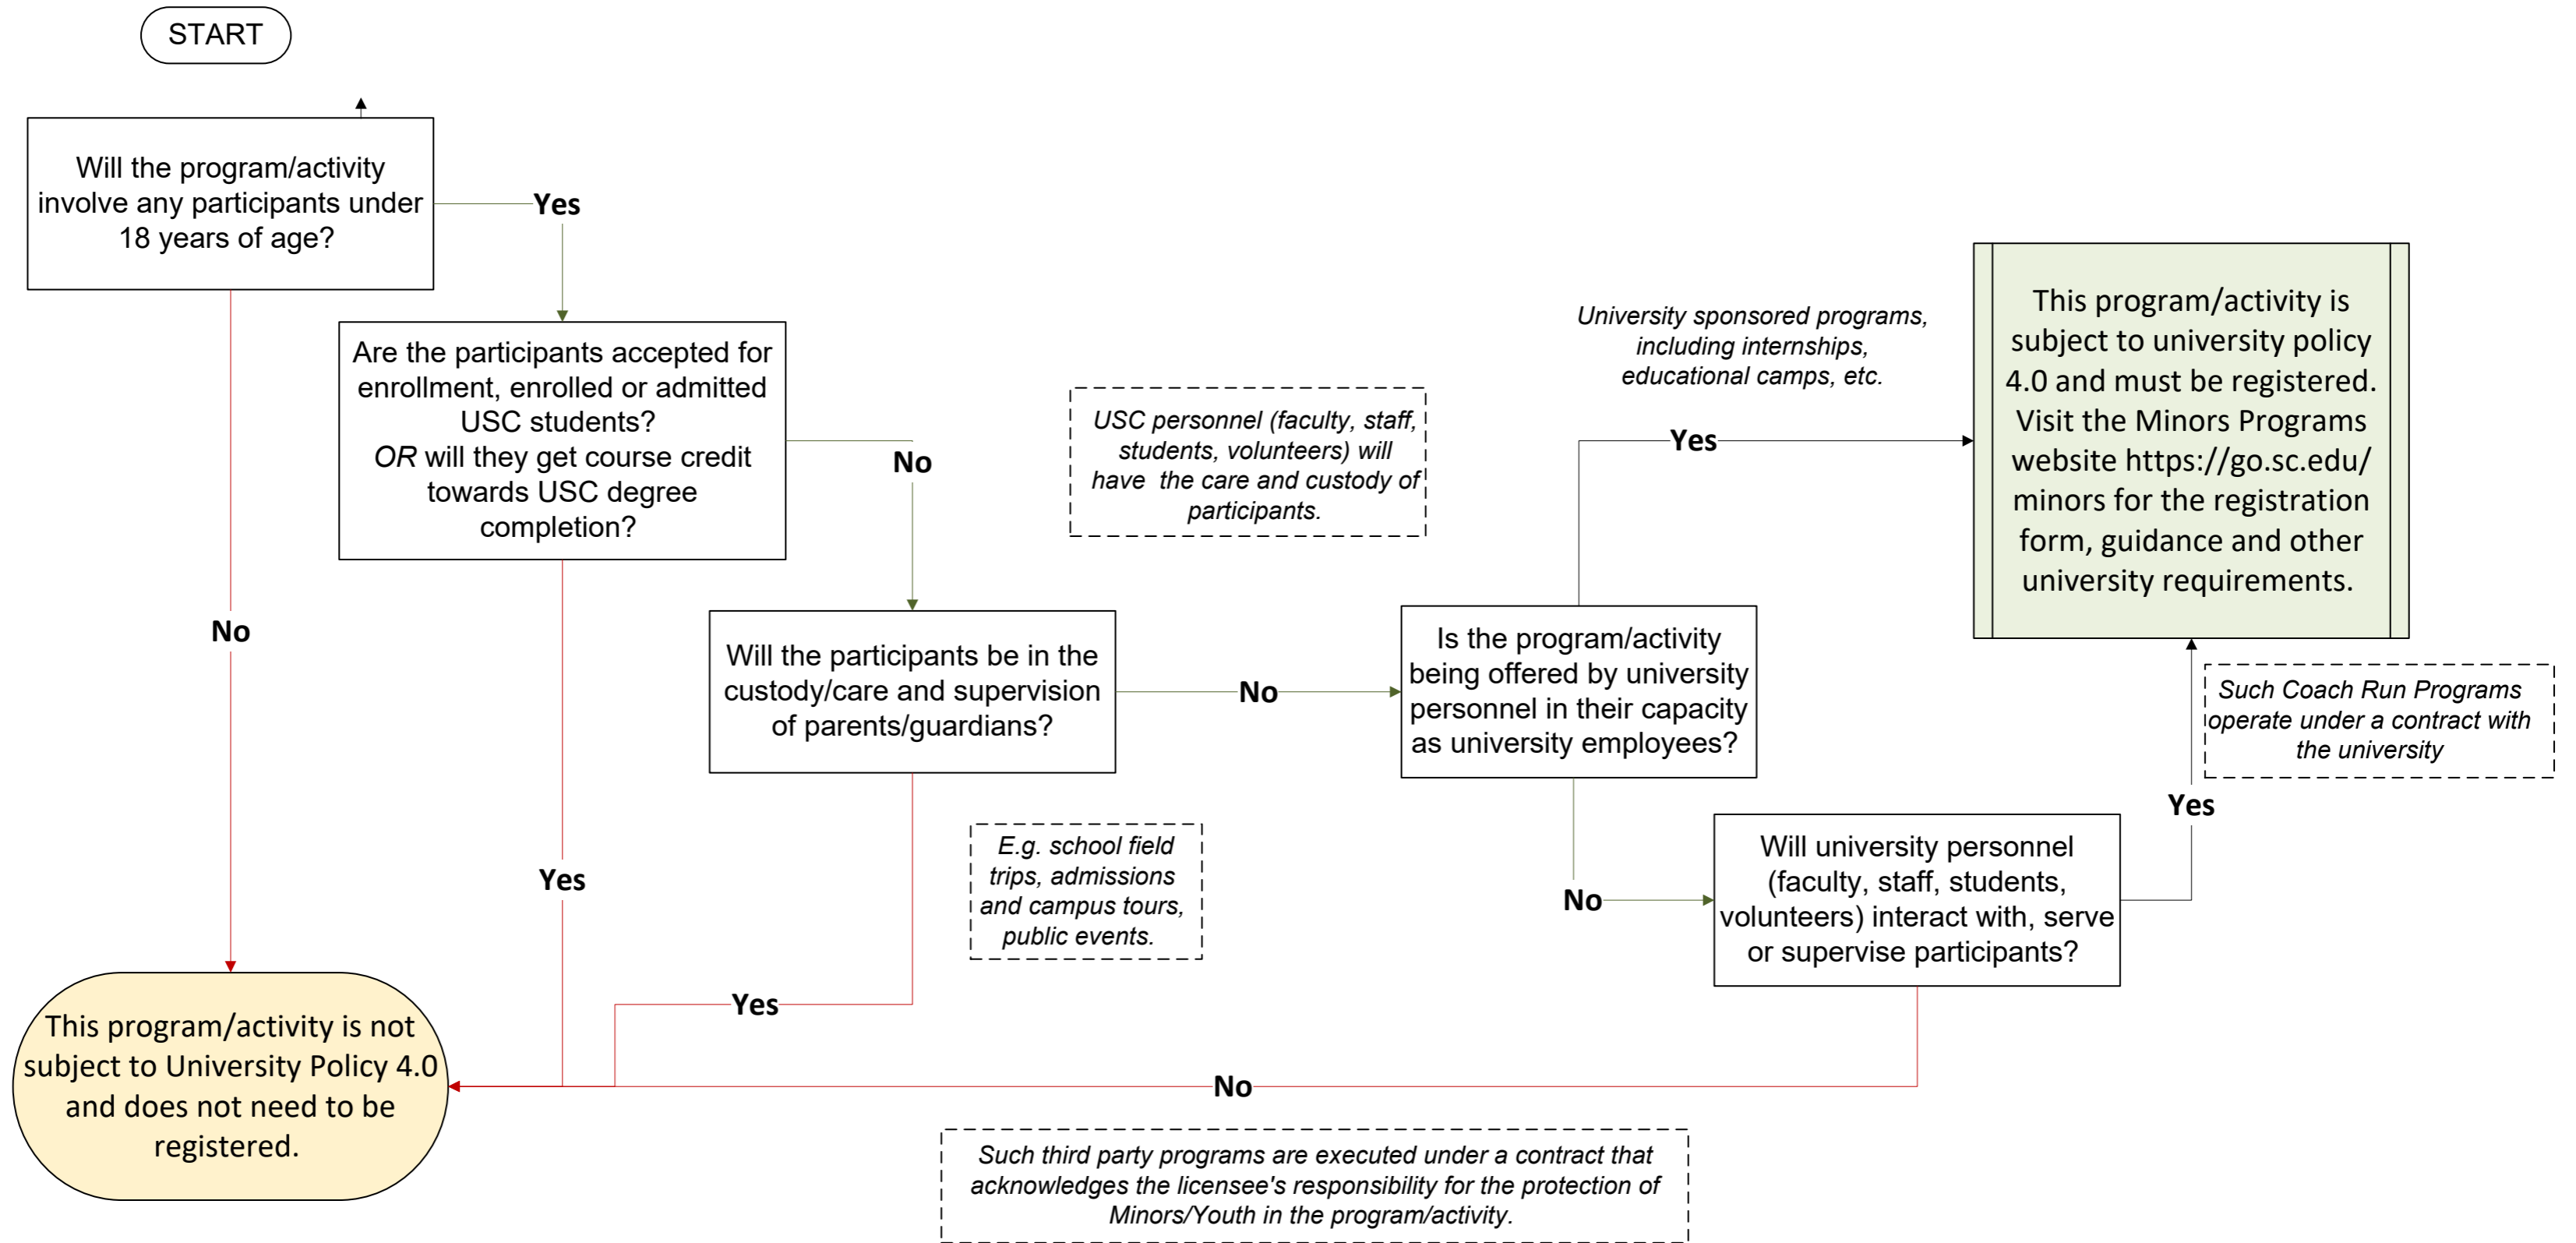 START
Will the program/activity
involve any participants under
18 years of age?
Yes
No
Are the participants accepted for
enrollment, enrolled or admitted
USC students?
OR will they get course credit
towards USC degree
completion?
No
Yes
USC personnel (faculty, staff,
students, volunteers) will
have the care and custody of
participants.
Will the participants be in the
custody/care and supervision
of parents/guardians?
No
Yes
E.g. school field
trips, admissions
and campus tours,
public events.
Is the program/activity
being offered by university
personnel in their capacity
as university employees?
Yes
University sponsored programs,
including internships,
educational camps, etc.
No
Will university personnel
(faculty, staff, students,
volunteers) interact with, serve
or supervise participants?
Yes
Such Coach Run Programs
operate under a contract with
the university
This program/activity is
subject to university policy
4.0 and must be registered.
Visit the Minors Programs
website https://go.sc.edu/
minors for the registration
form, guidance and other
university requirements.
No
Such third party programs are executed under a contract that
acknowledges the licensee's responsibility for the protection of
Minors/Youth in the program/activity.
This program/activity is not
subject to University Policy 4.0
and does not need to be
registered.